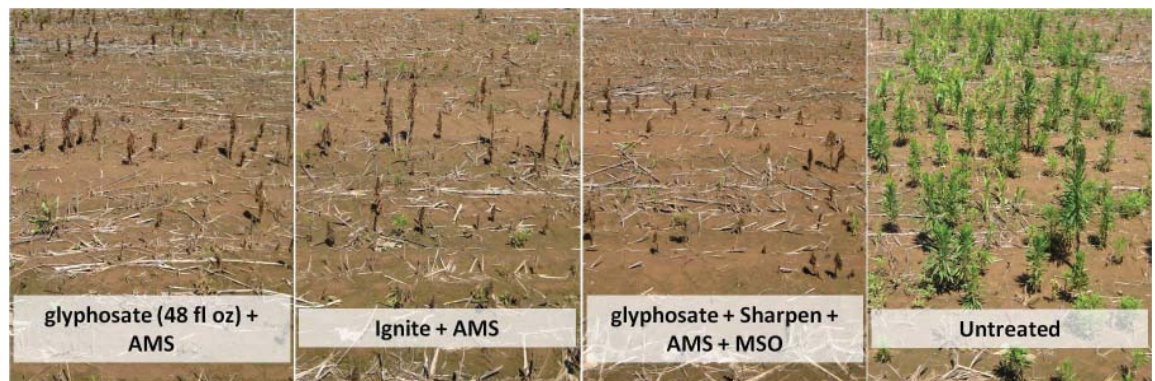 glyphosate (48 fl oz) +
AMS
Ignite + AMS
glyphosate + Sharpen +
AMS + MSO
Untreated